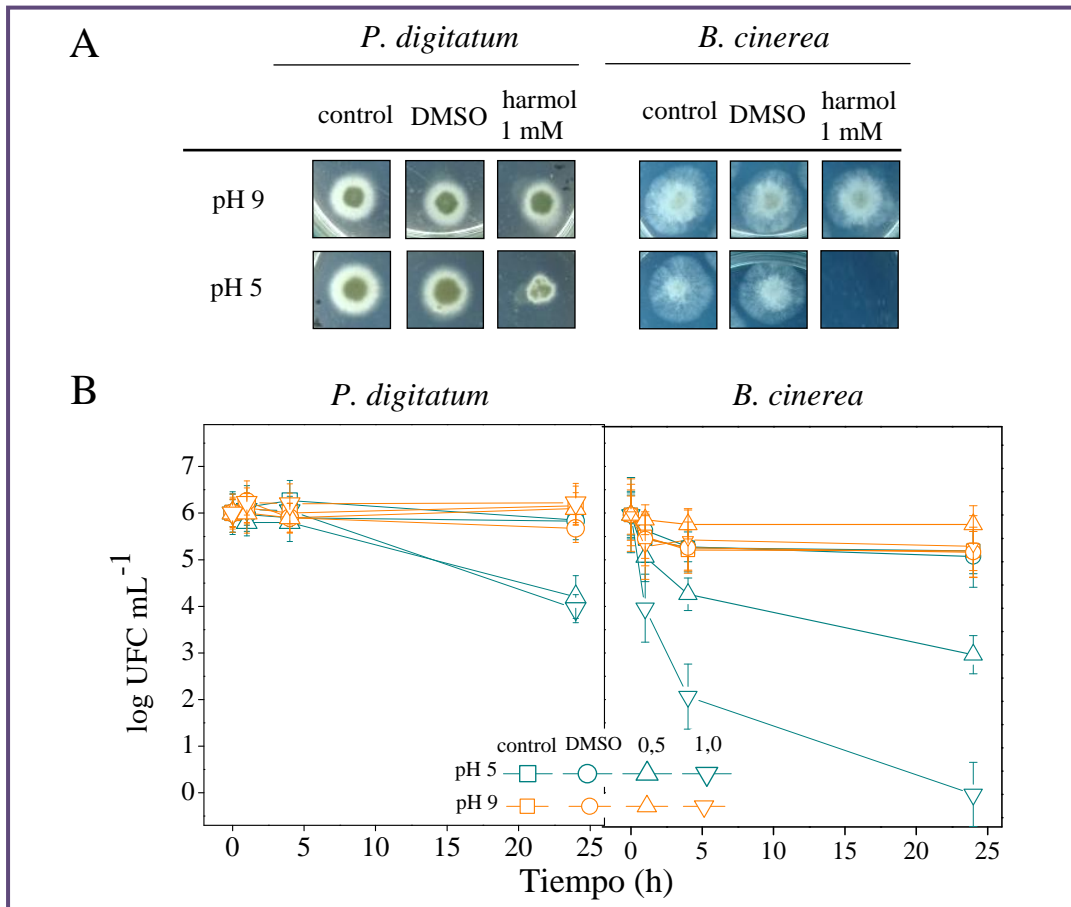 A
P. digitatum B. cinerea
control DMSO harmol 1 mM control DMSO harmol 1 mM
pH 9
pH 5
B
P. digitatum B. cinerea
log UFC mL⁻¹
7
6
5
4
3
2
1
0
control DMSO 0,5 1,0
pH 5
pH 9
0 5 10 15 20 25 0 5 10 15 20 25
Tiempo (h)